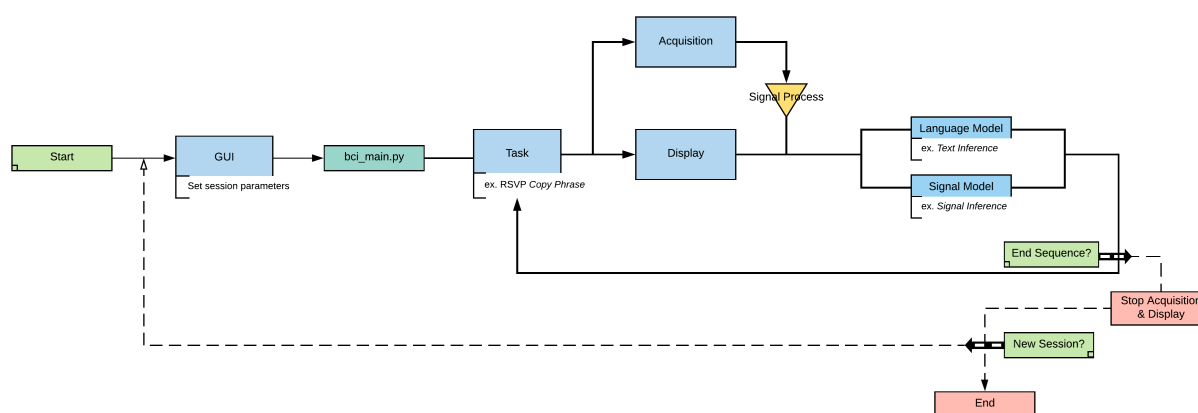 Acquisition
Signal Process
Start
GUI
Set session parameters
bci_main.py
Task
ex. RSVP Copy Phrase
Display
Language Model
ex. Text Inference
Signal Model
ex. Signal Inference
End Sequence?
Stop Acquisition
& Display
New Session?
End